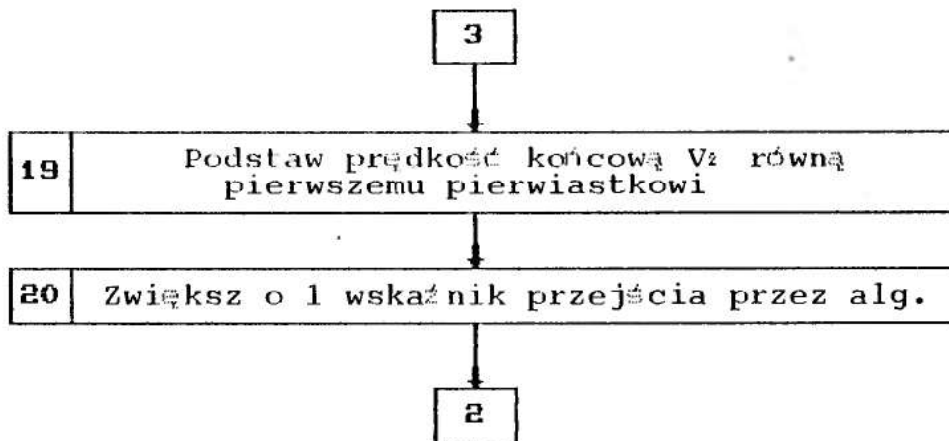 3
19 Podstaw prędkość końcową V₂ równą
pierwszemu pierwiastkowi
20 Zwiększ o 1 wskaźnik przejścia przez alg.
2